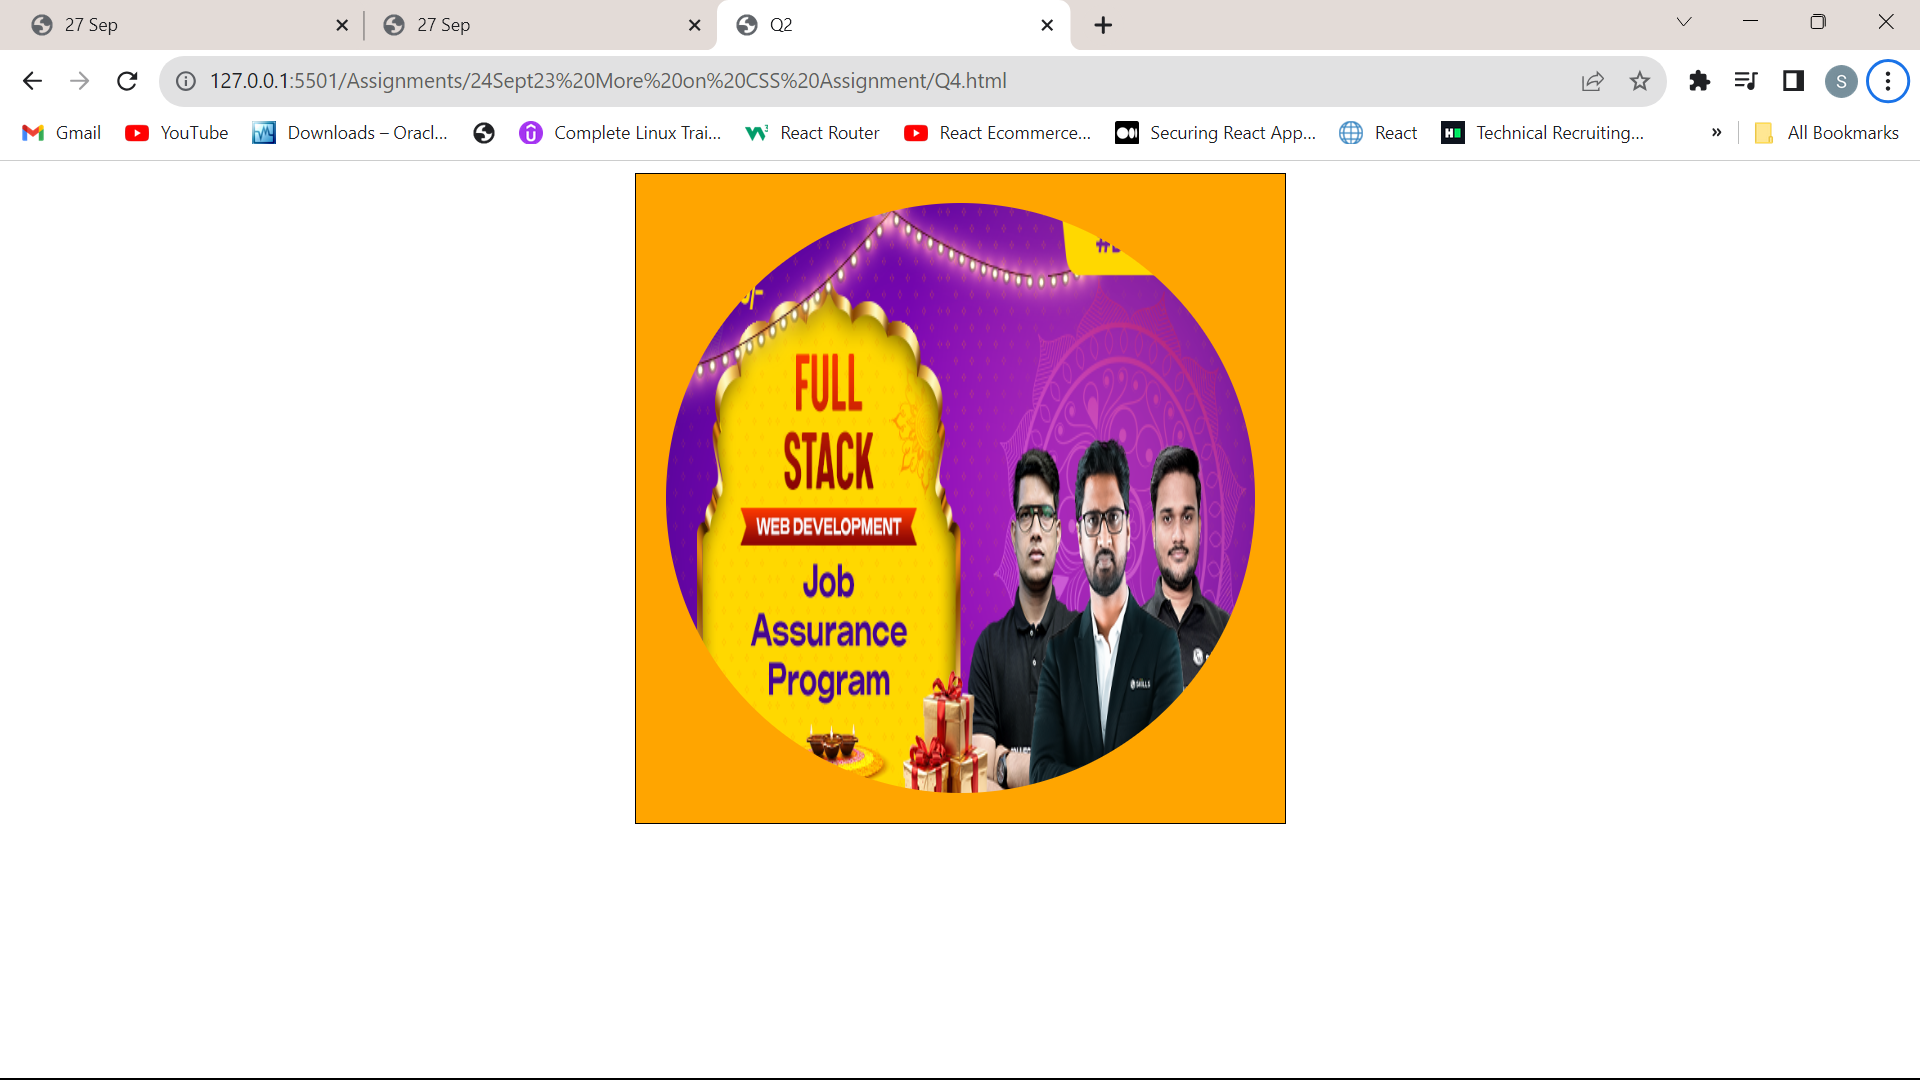 27 Sep
27 Sep
Q2
127.0.0.1:5501/Assignments/24Sept23%20More%20on%20CSS%20Assignment/Q4.html
S
Gmail
YouTube
Downloads – Oracl...
Complete Linux Trai...
React Router
React Ecommerce...
Securing React App...
React
Technical Recruiting...
»
All Bookmarks
/-
FULL
STACK
WEB DEVELOPMENT
Job
Assurance
Program
SKILLS